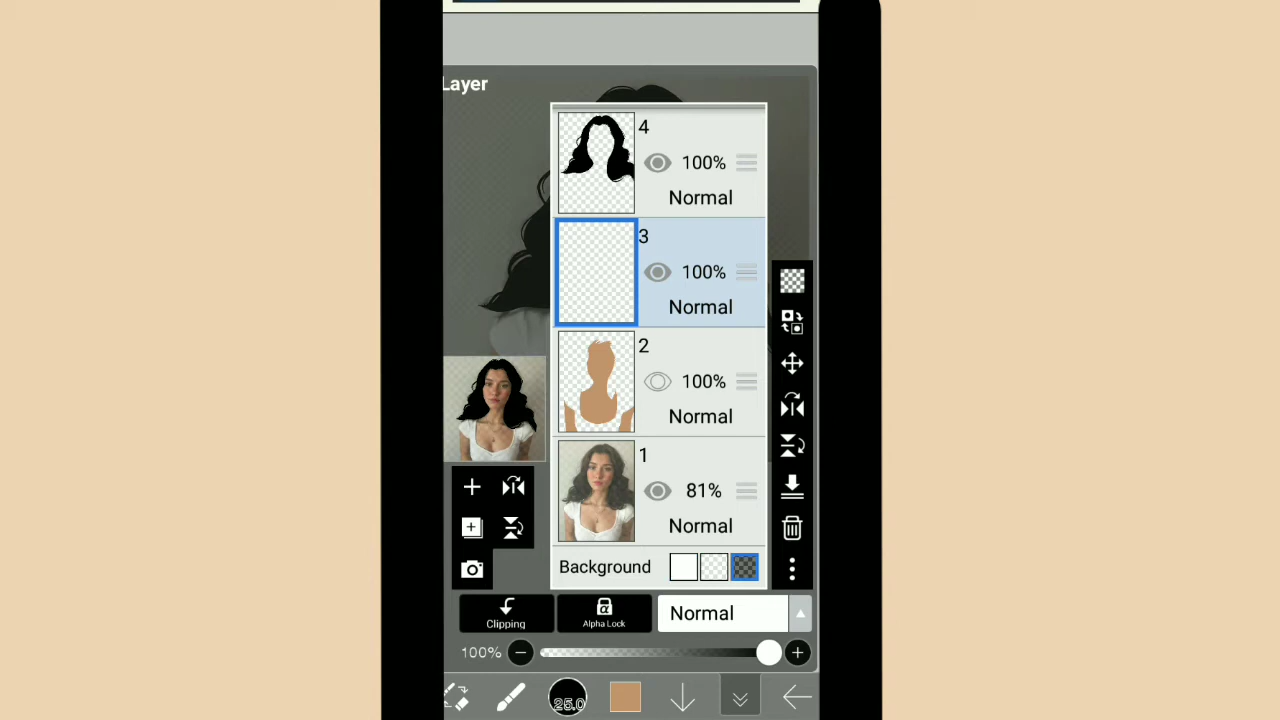 Layer
4
100%
Normal
3
100%
Normal
2
100%
Normal
1
81%
Normal
Background
Clipping
α
Alpha Lock
Normal
100%
25.0